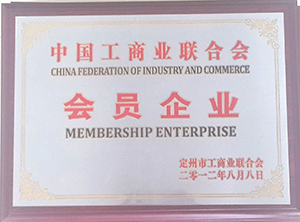 中国工商业联合会
CHINA FEDERATION OF INDUSTRY AND COMMERCE
会员企业
MEMBERSHIP ENTERPRISE
定州市工商业联合会
二零一二年八月八日